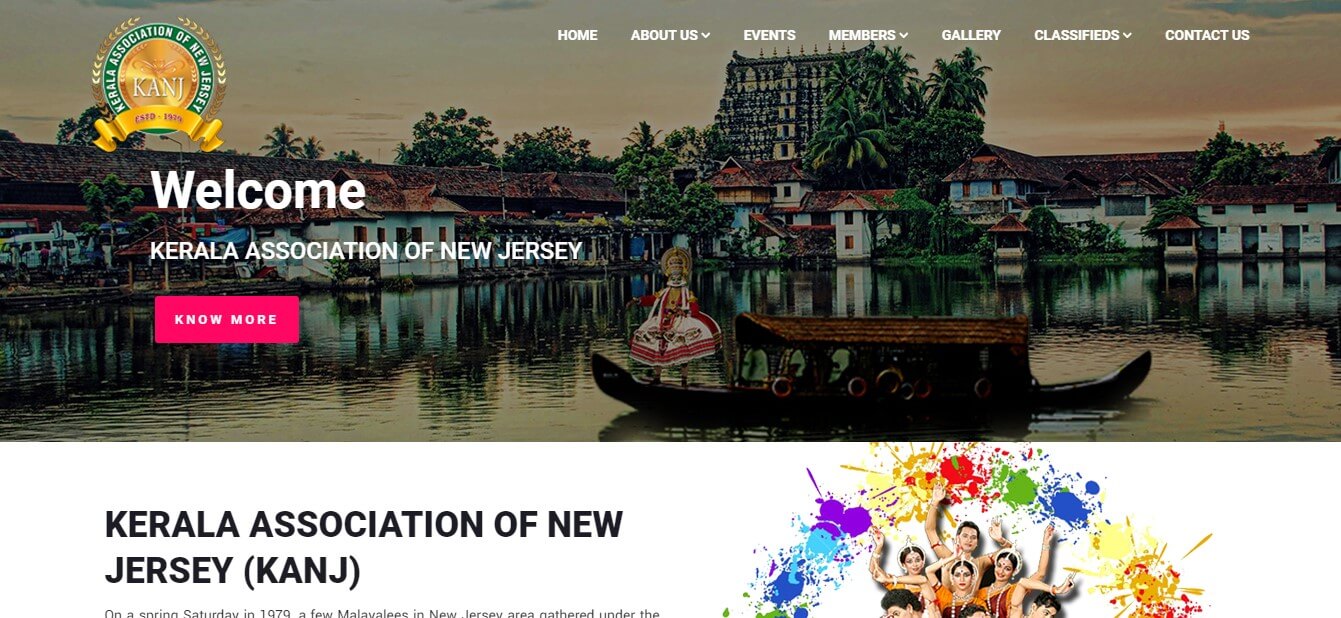 KERALA ASSOCIATION OF NEW JERSEY
KANJ
ESTD - 1979
HOME ABOUT US EVENTS MEMBERS GALLERY CLASSIFIEDS CONTACT US
Welcome
KERALA ASSOCIATION OF NEW JERSEY
KNOW MORE
KERALA ASSOCIATION OF NEW
JERSEY (KANJ)
On a spring Saturday in 1979, a few Malayalees in New Jersey area gathered under the